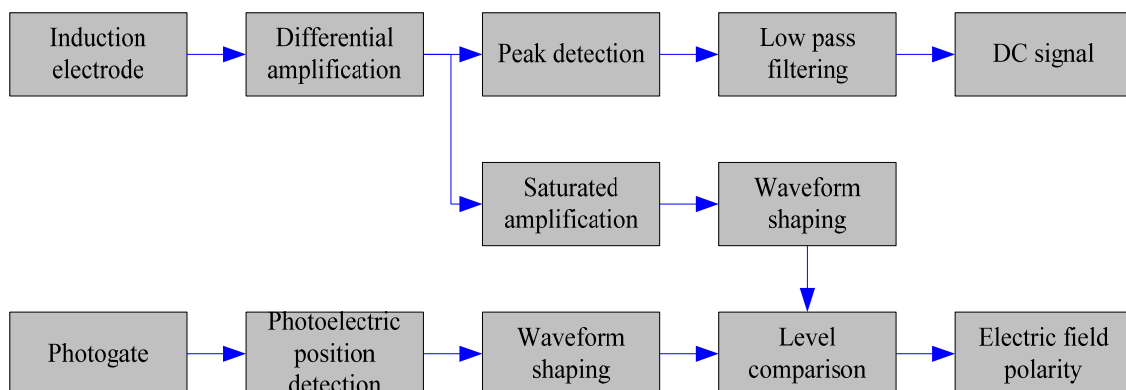 Induction
electrode
Differential
amplification
Peak detection
Low pass
filtering
DC signal
Saturated
amplification
Waveform
shaping
Photogate
Photoelectric
position
detection
Waveform
shaping
Level
comparison
Electric field
polarity